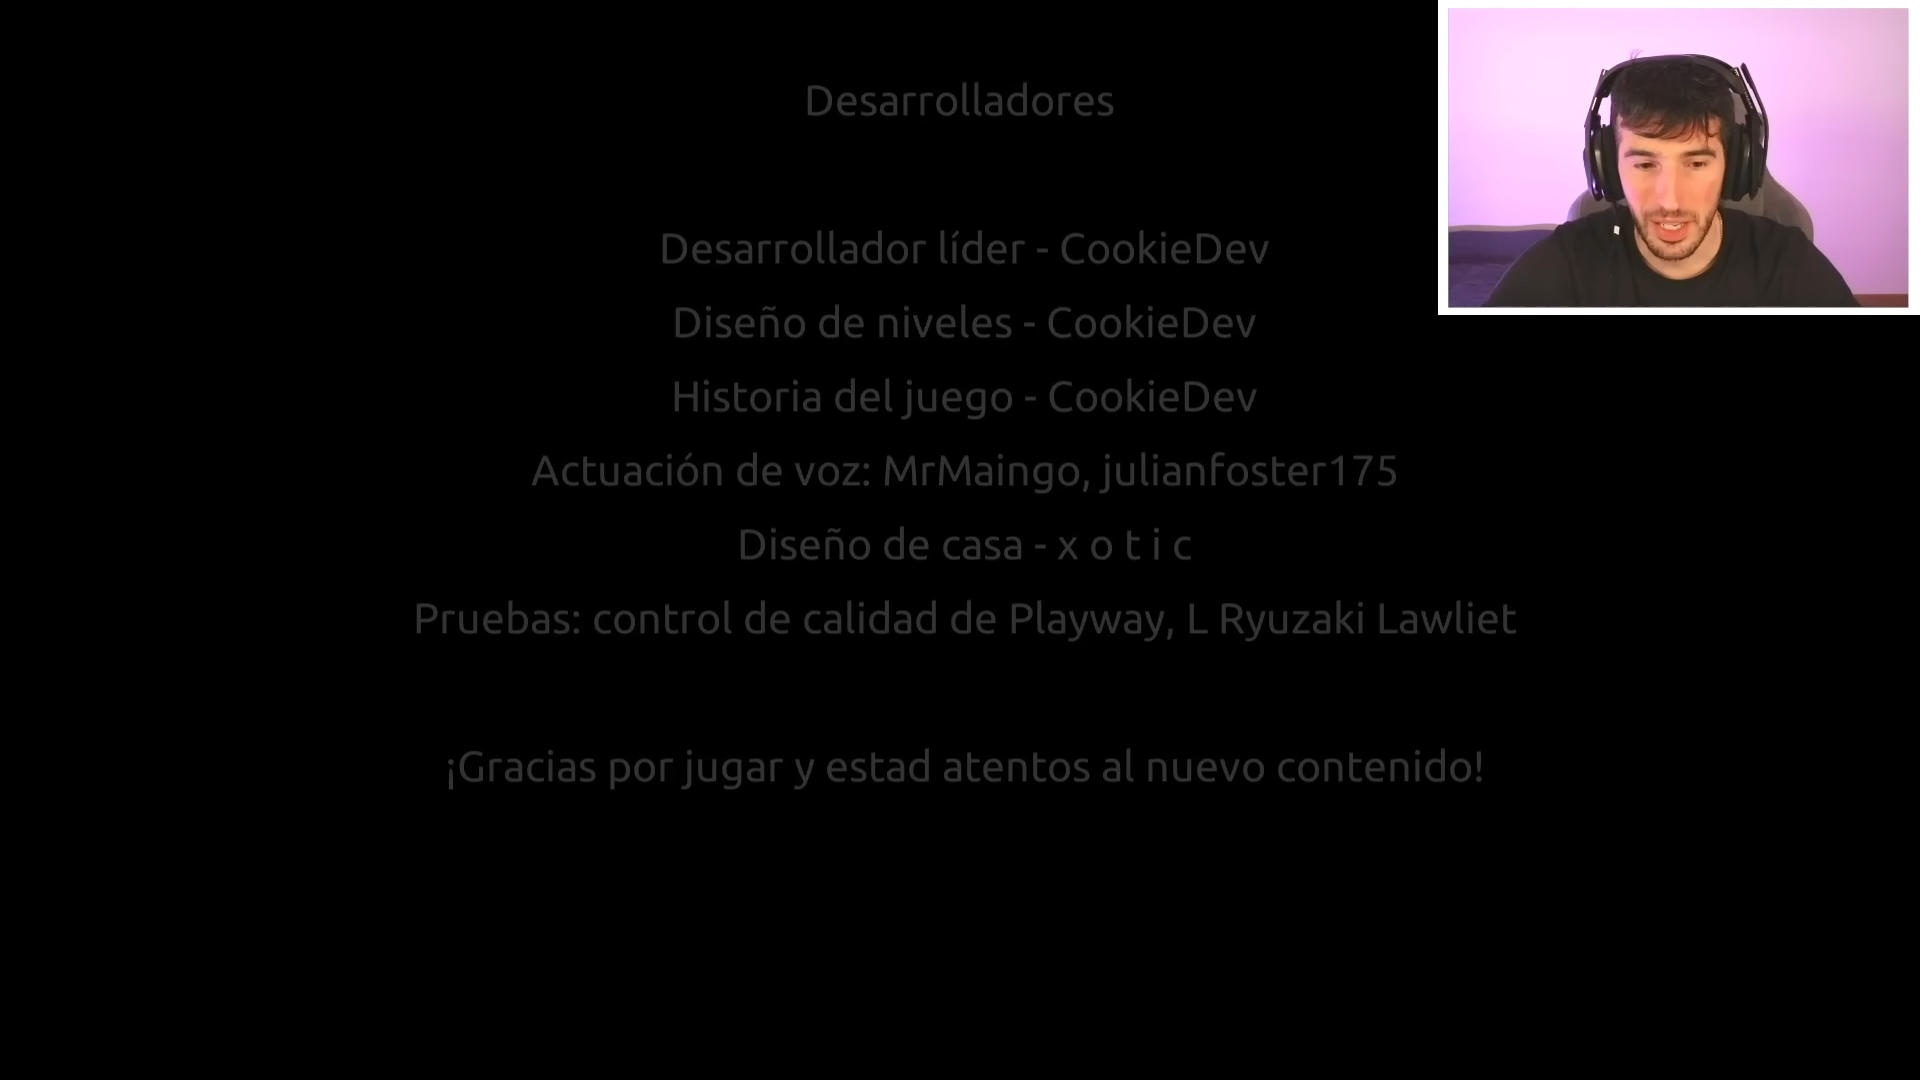 Desarrolladores
Desarrollador líder - CookieDev
Diseño de niveles - CookieDev
Historia del juego - CookieDev
Actuación de voz: MrMaingo, julianfoster175
Diseño de casa - x o t i c
Pruebas: control de calidad de Playway, L Ryuzaki Lawliet
¡Gracias por jugar y estad atentos al nuevo contenido!